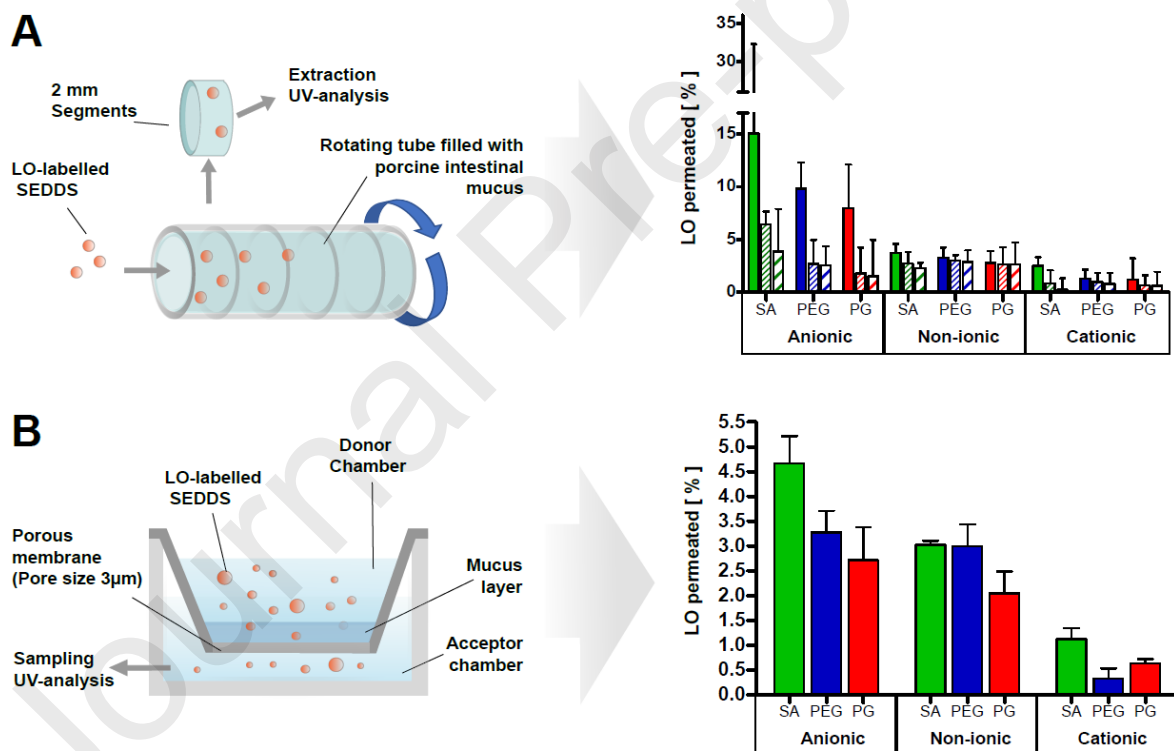 A
2 mm
Segments
Extraction
UV-analysis
LO-labelled
SEDDS
Rotating tube filled with
porcine intestinal
mucus
LO permeated [ % ]
35
30
15
10
5
0
SA PEG PG SA PEG PG SA PEG PG
Anionic Non-ionic Cationic
B
LO-labelled
SEDDS
Donor
Chamber
Porous
membrane
(Pore size 3µm)
Mucus
layer
Sampling
UV-analysis
Acceptor
chamber
LO permeated [ % ]
5.5
5.0
4.5
4.0
3.5
3.0
2.5
2.0
1.5
1.0
0.5
0.0
SA PEG PG SA PEG PG SA PEG PG
Anionic Non-ionic Cationic
Journal Pre-p